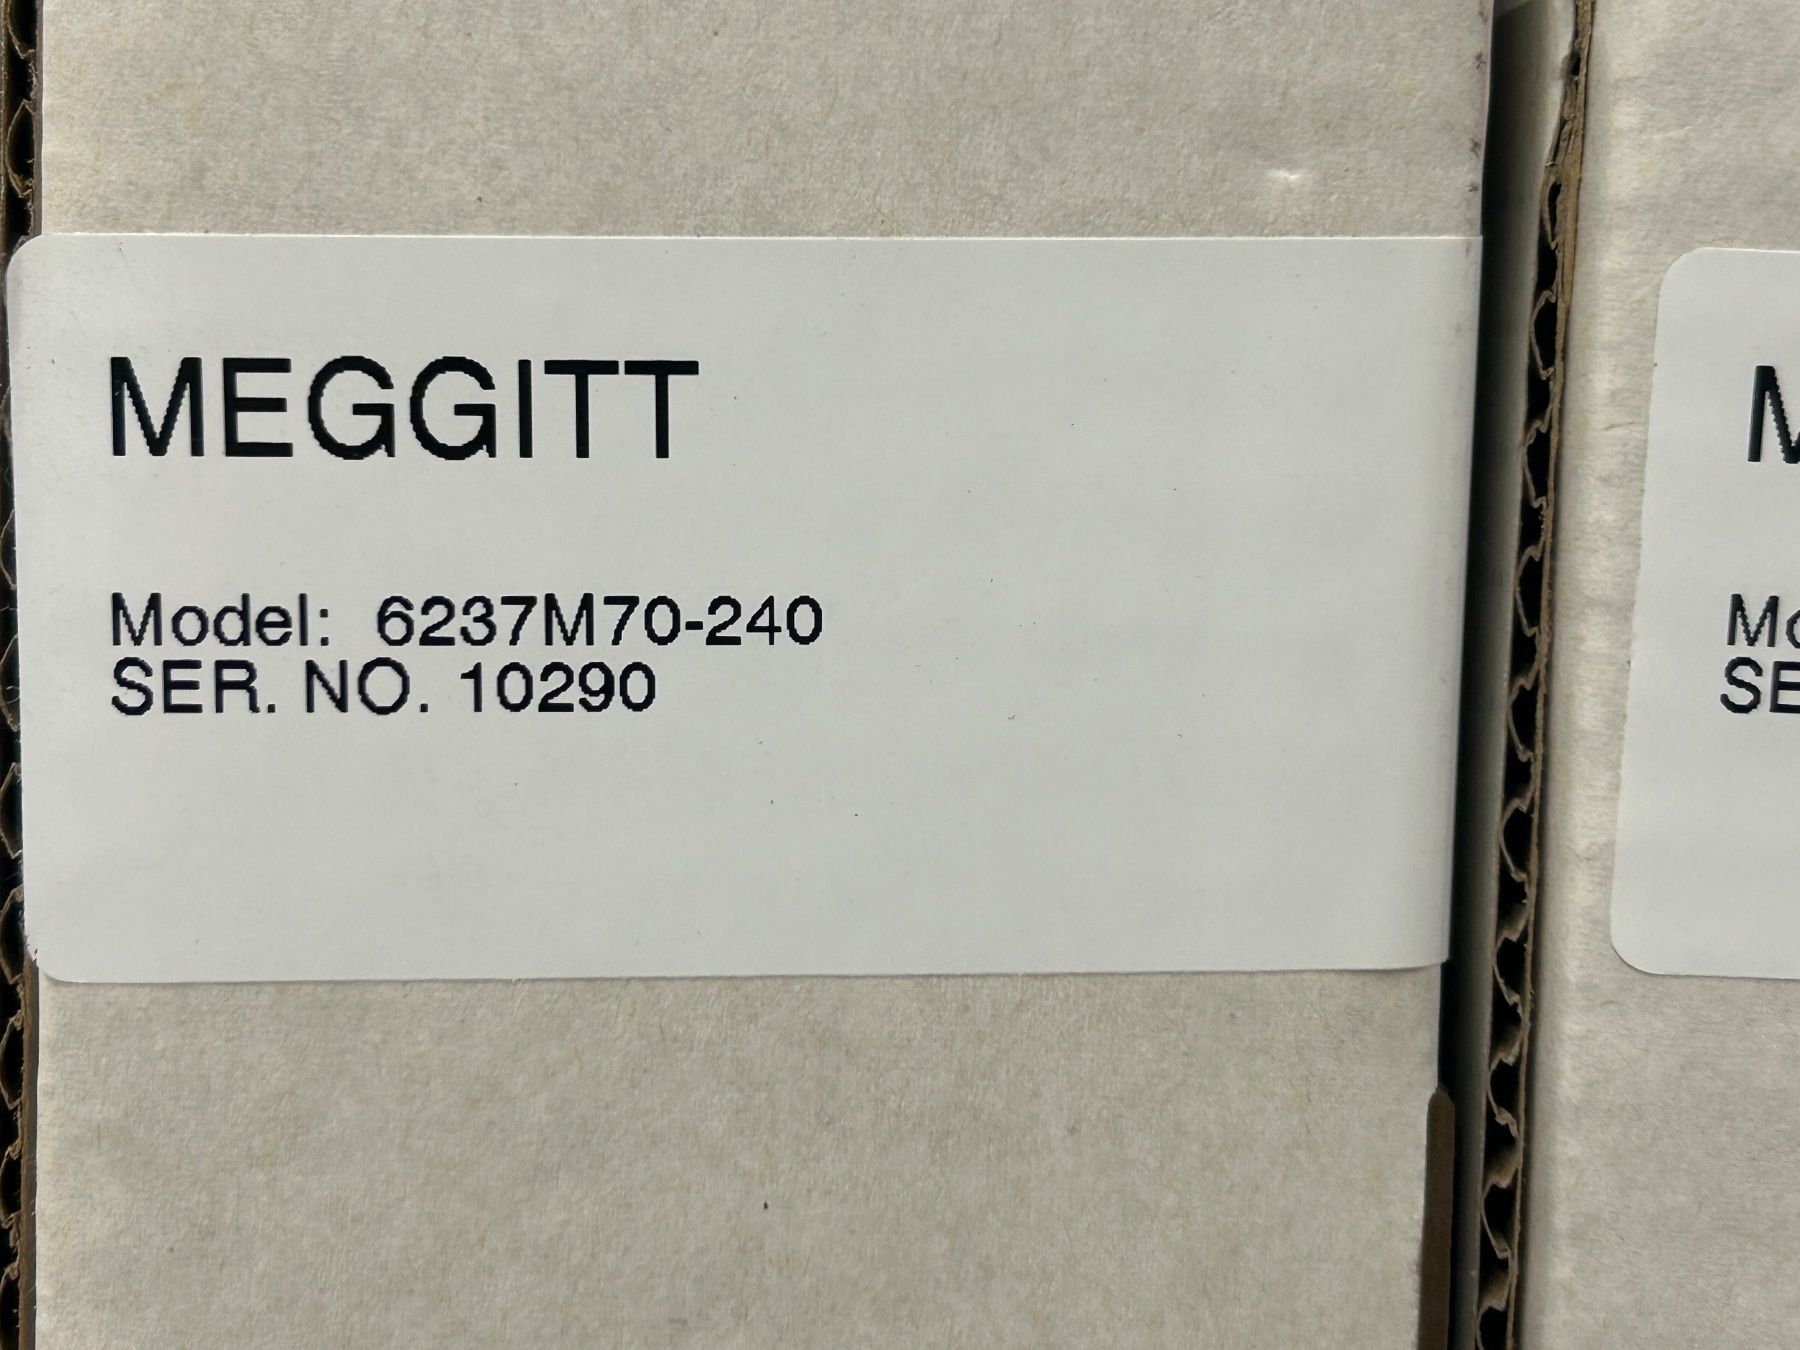 MEGGITT
Model: 6237M70-240
SER. NO. 10290